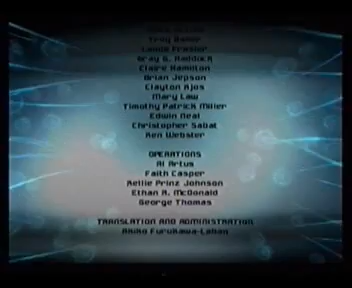 Troy Baker
Laura Frasier
Gray G. Haddock
Claire Hamilton
Brian Jepson
Clayton Ajos
Mary Law
Timothy Patrick Miller
Edwin Neal
Christopher Sabat
Ken Webster
OPERATIONS
Al Artus
Faith Casper
Kellie Prinz Johnson
Ethan A. McDonald
George Thomas
TRANSLATION AND ADMINISTRATION
Akiko Furukawa-Laban